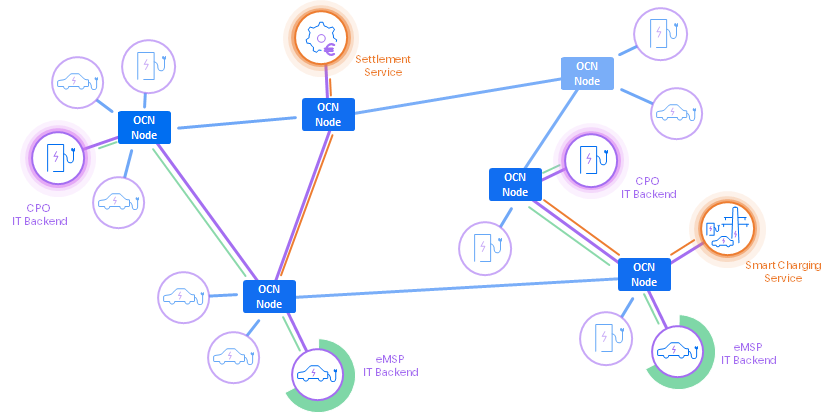 Settlement
Service
OCN
Node
OCN
Node
OCN
Node
CPO
IT Backend
OCN
Node
CPO
IT Backend
OCN
Node
Smart Charging
Service
OCN
Node
eMSP
IT Backend
eMSP
IT Backend
€